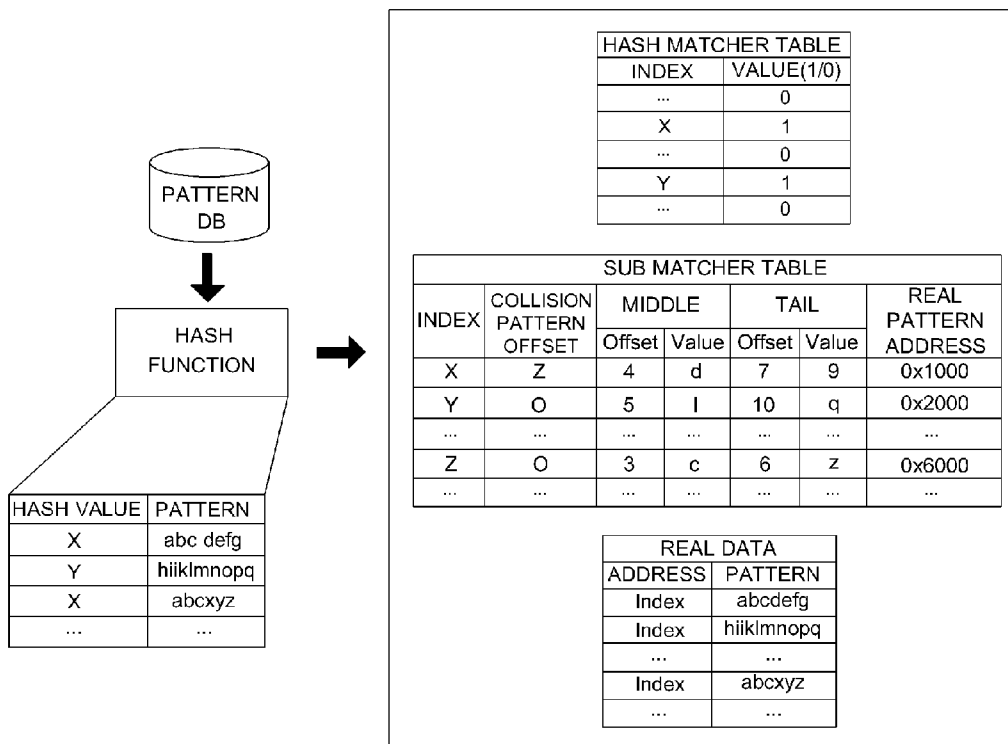 PATTERN
DB
HASH
FUNCTION
HASH VALUE PATTERN
X abc defg
Y hiiklmnopq
X abcxyz
... ...
HASH MATCHER TABLE
INDEX VALUE(1/0)
... 0
X 1
... 0
Y 1
... 0
SUB MATCHER TABLE
INDEX COLLISION PATTERN OFFSET MIDDLE TAIL REAL PATTERN ADDRESS
Offset Value Offset Value
X Z 4 d 7 9 0x1000
Y O 5 l 10 q 0x2000
... ... ... ... ... ... ...
Z O 3 c 6 z 0x6000
... ... ... ... ... ... ...
REAL DATA
ADDRESS PATTERN
Index abcdefg
Index hiiklmnopq
... ...
Index abcxyz
... ...